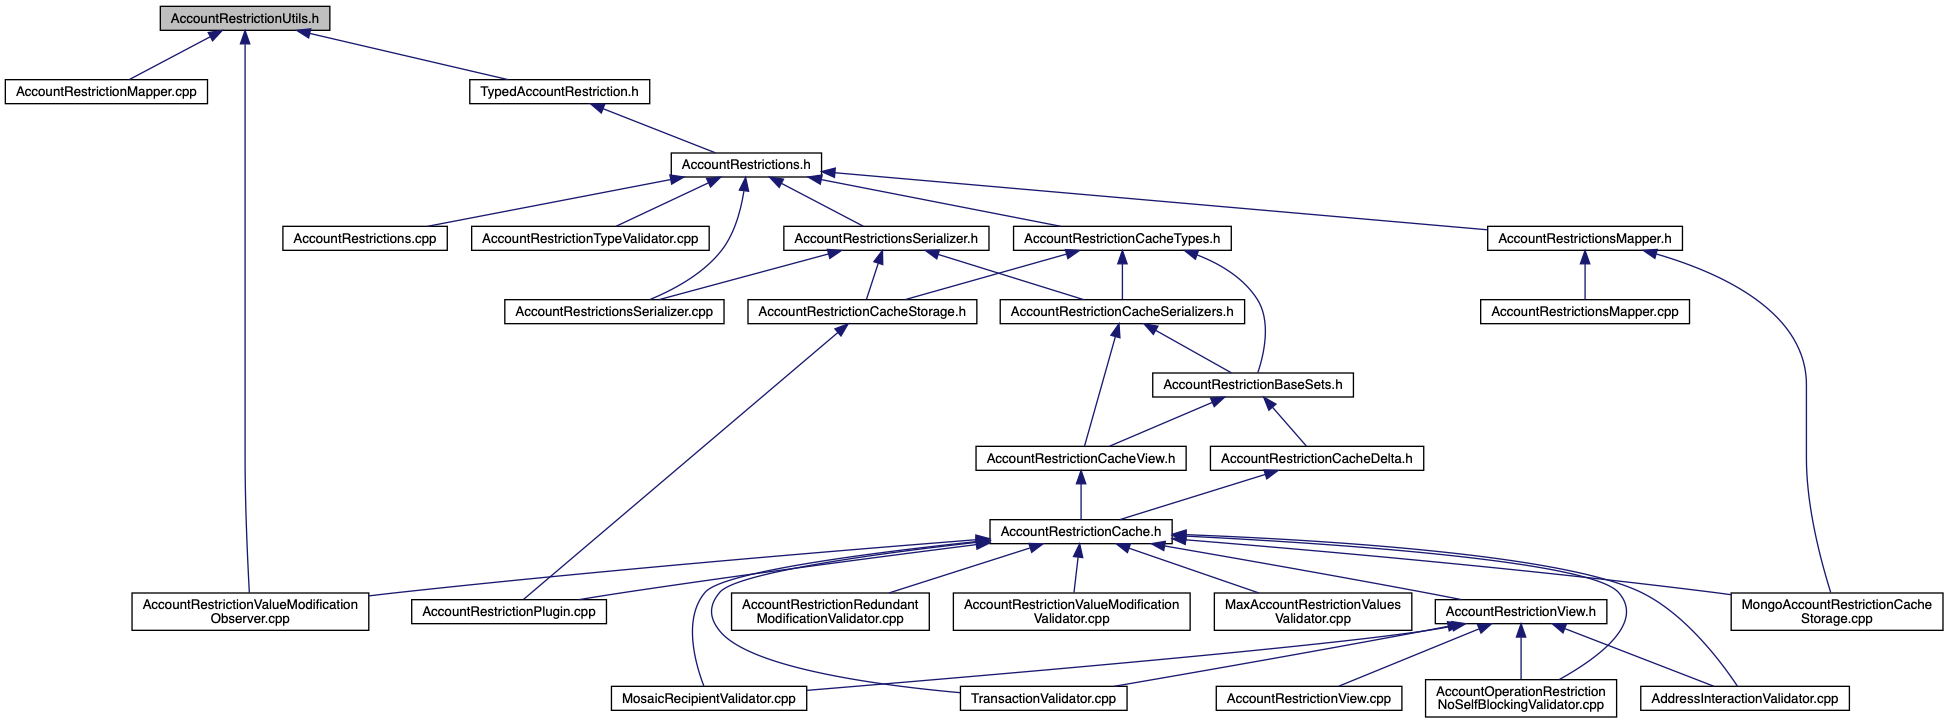 AccountRestrictionUtils.h
AccountRestrictionMapper.cpp
TypedAccountRestriction.h
AccountRestrictions.h
AccountRestrictions.cpp
AccountRestrictionTypeValidator.cpp
AccountRestrictionsSerializer.h
AccountRestrictionCacheTypes.h
AccountRestrictionsMapper.h
AccountRestrictionsSerializer.cpp
AccountRestrictionCacheStorage.h
AccountRestrictionCacheSerializers.h
AccountRestrictionsMapper.cpp
AccountRestrictionBaseSets.h
AccountRestrictionCacheView.h
AccountRestrictionCacheDelta.h
AccountRestrictionCache.h
AccountRestrictionValueModification
Observer.cpp
AccountRestrictionPlugin.cpp
AccountRestrictionRedundant
ModificationValidator.cpp
AccountRestrictionValueModification
Validator.cpp
MaxAccountRestrictionValues
Validator.cpp
AccountRestrictionView.h
MongoAccountRestrictionCache
Storage.cpp
MosaicRecipientValidator.cpp
TransactionValidator.cpp
AccountRestrictionView.cpp
AccountOperationRestriction
NoSelfBlockingValidator.cpp
AddressInteractionValidator.cpp